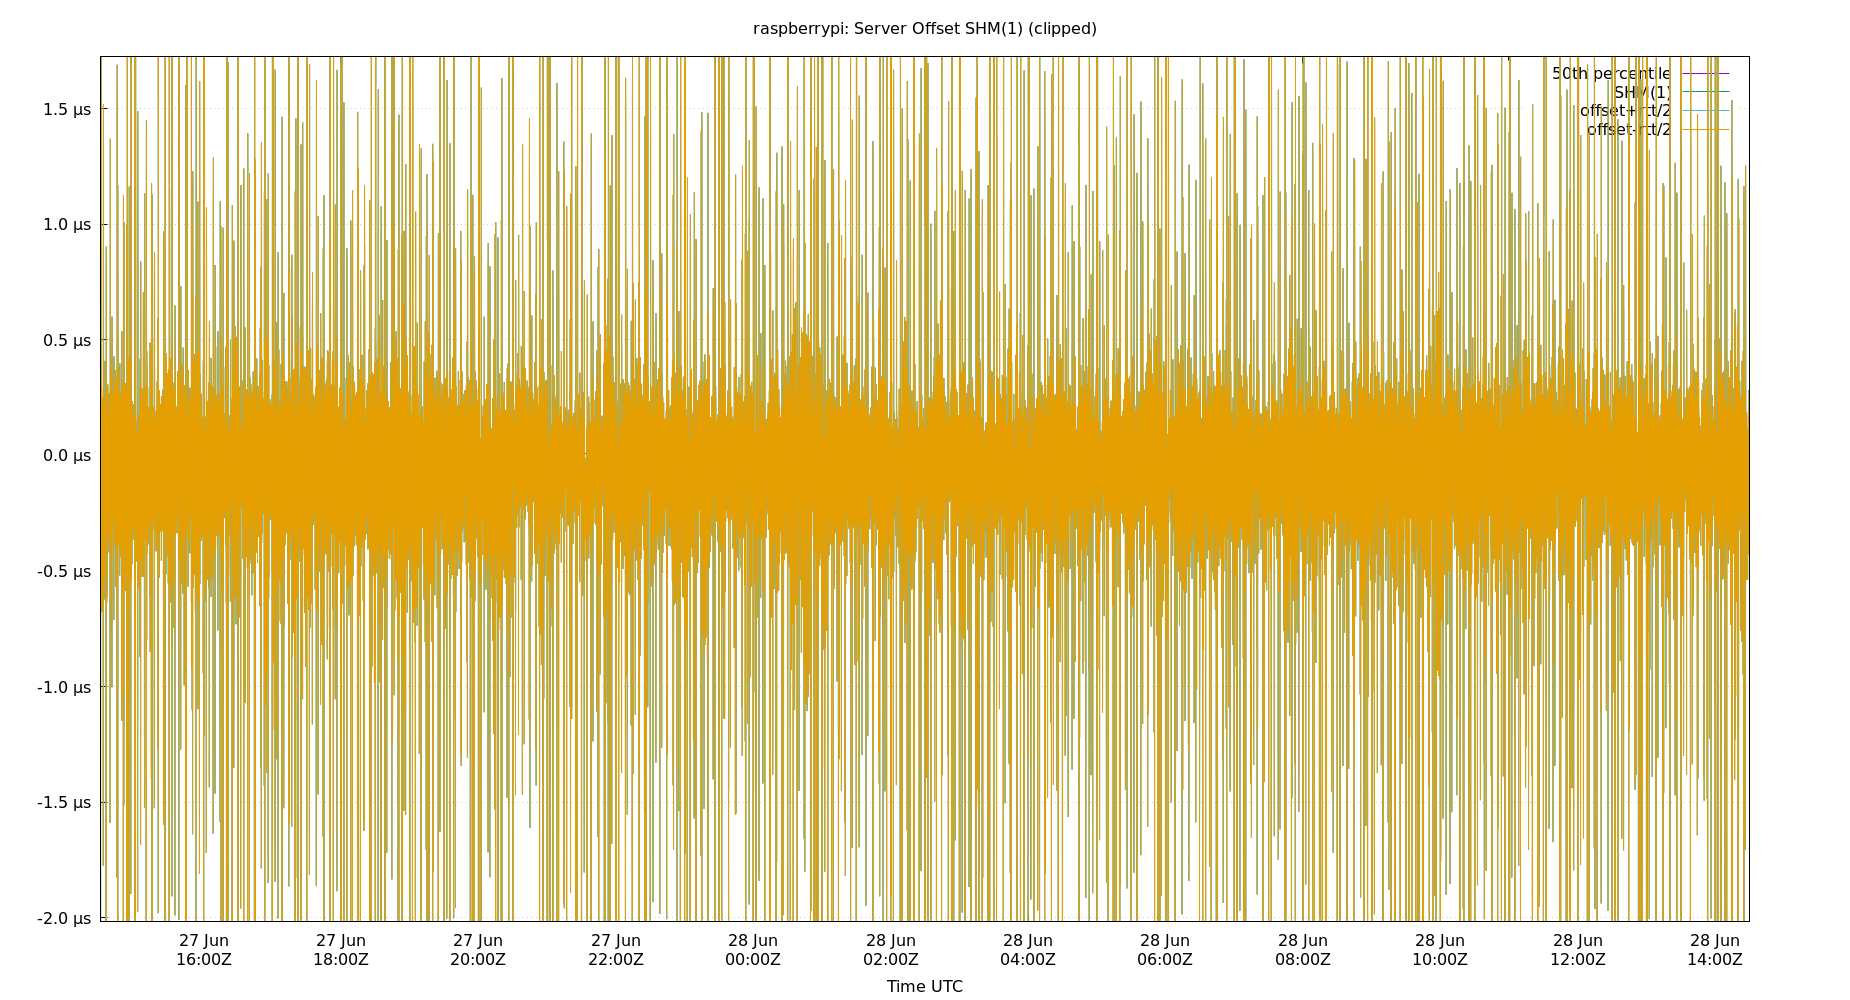 raspberrypi: Server Offset SHM(1) (clipped)
50th percentile
SHM(1)
offset+rtt/2
offset-rtt/2
1.5 µs
1.0 µs
0.5 µs
0.0 µs
-0.5 µs
-1.0 µs
-1.5 µs
-2.0 µs
27 Jun 27 Jun 27 Jun 27 Jun 28 Jun 28 Jun 28 Jun 28 Jun 28 Jun 28 Jun 28 Jun 28 Jun
16:00Z 18:00Z 20:00Z 22:00Z 00:00Z 02:00Z 04:00Z 06:00Z 08:00Z 10:00Z 12:00Z 14:00Z
Time UTC